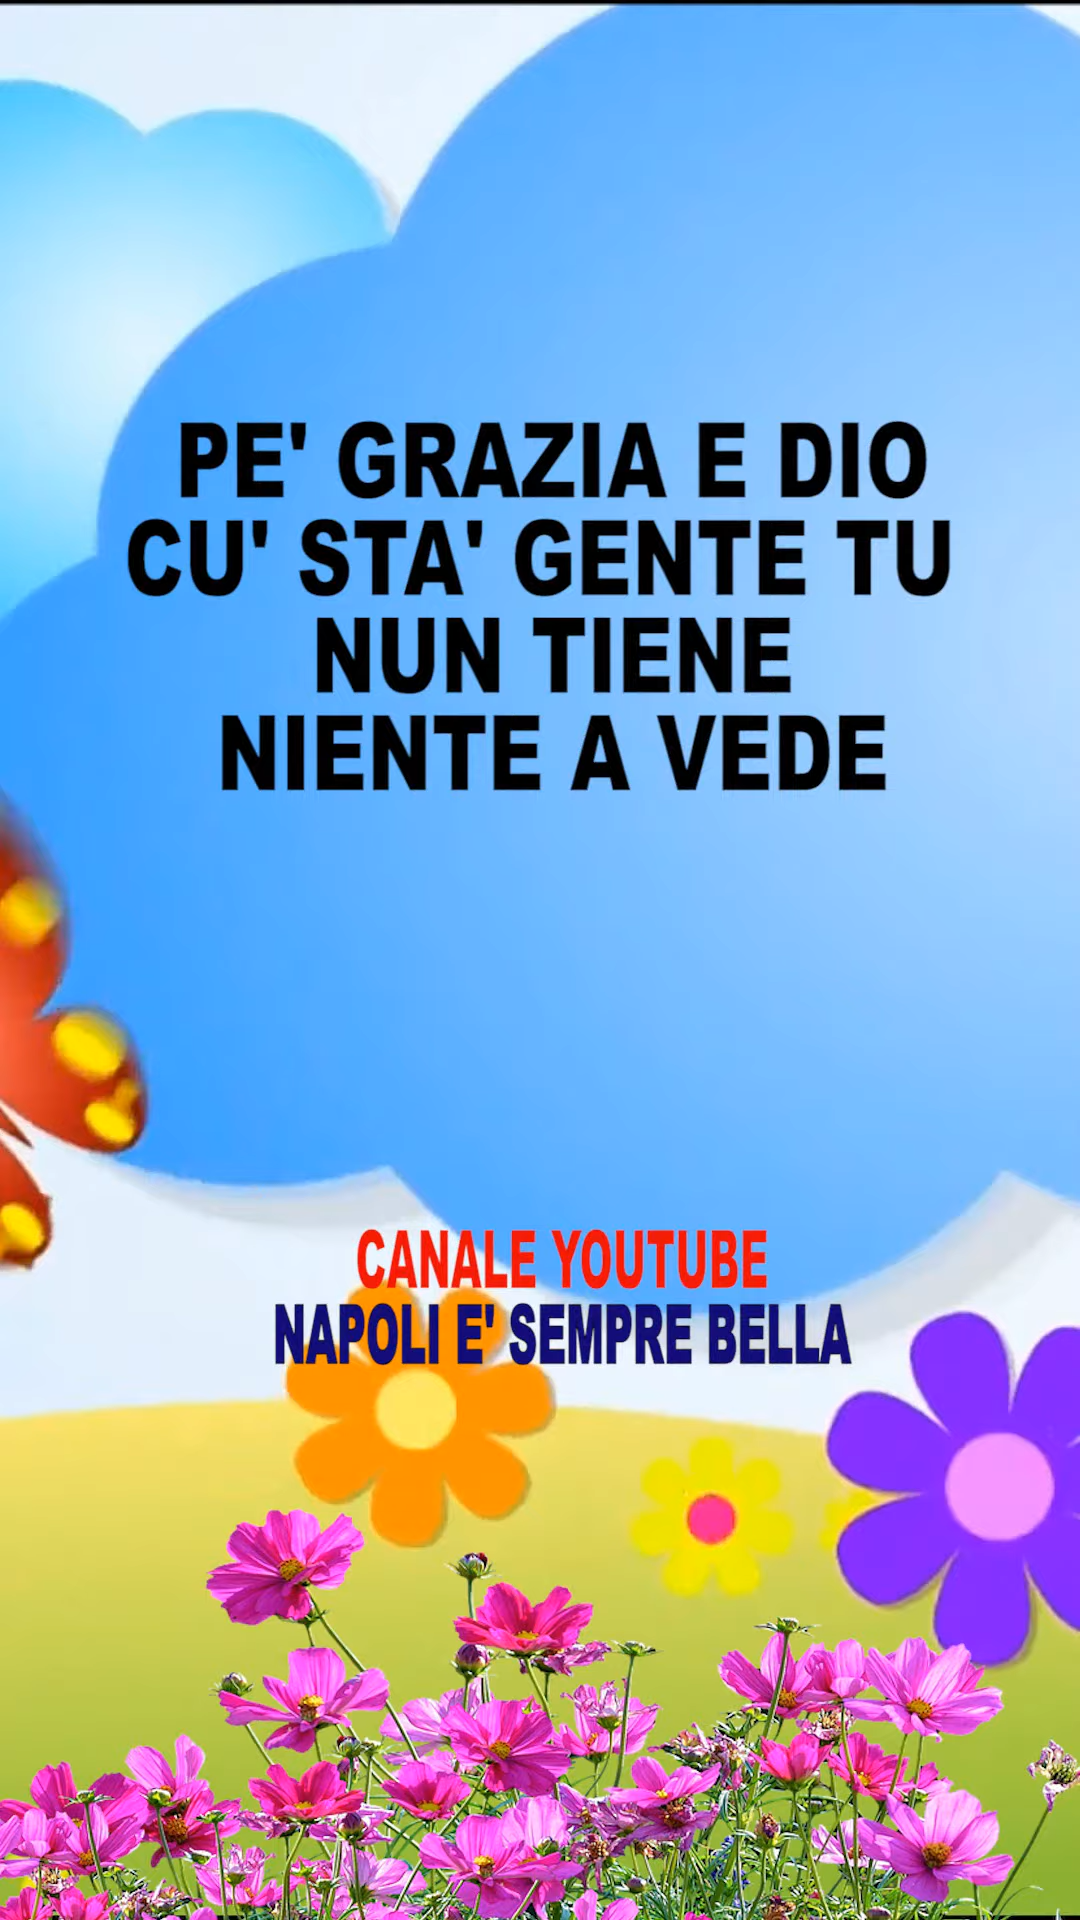 PE' GRAZIA E DIO
CU' STA' GENTE TU
NUN TIENE
NIENTE A VEDE
CANALE YOUTUBE
NAPOLI E' SEMPRE BELLA